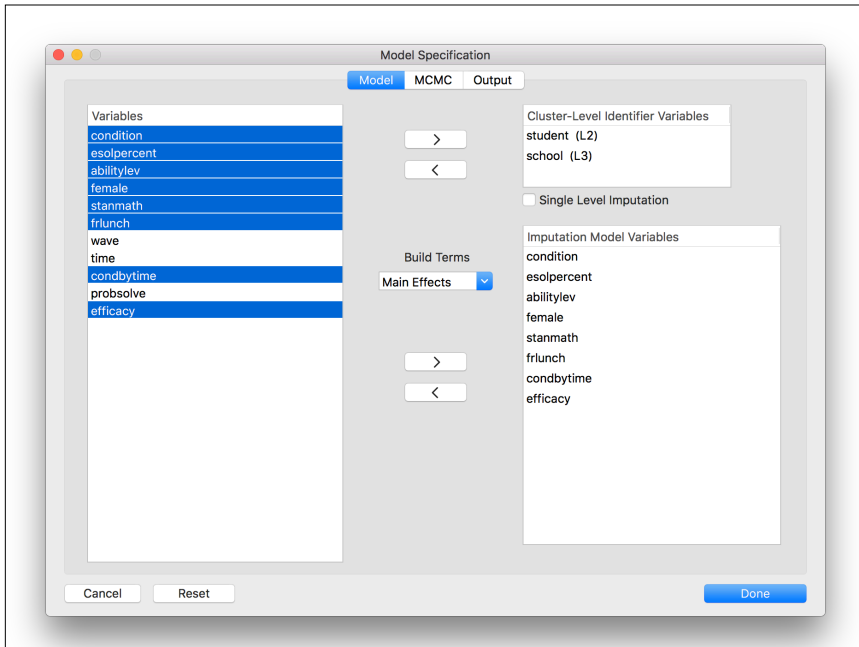 Model Specification
Model MCMC Output
Variables
condition
esolpercent
abilitylev
female
stanmath
frlunch
wave
time
condbytime
probsolve
efficacy
>
<
Build Terms
Main Effects
>
<
Cluster-Level Identifier Variables
student (L2)
school (L3)
Single Level Imputation
Imputation Model Variables
condition
esolpercent
abilitylev
female
stanmath
frlunch
condbytime
efficacy
Cancel Reset Done